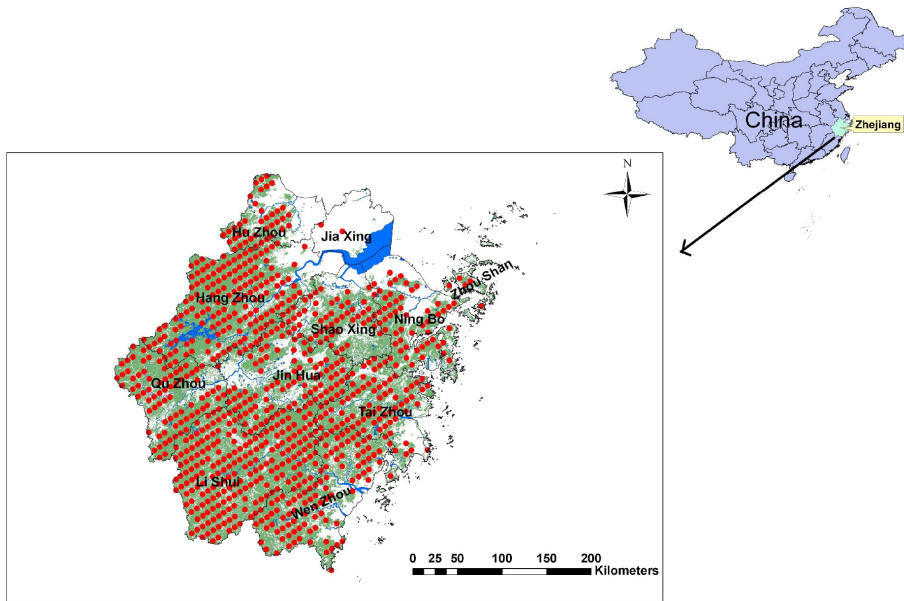 China
Zhejiang
N
Hu Zhou
Jia Xing
Zhou Shan
Hang Zhou
Ning Bo
Shao Xing
Jin Hua
Qu Zhou
Tai Zhou
Li Shui
Wen Zhou
0 25 50 100 150 200
Kilometers